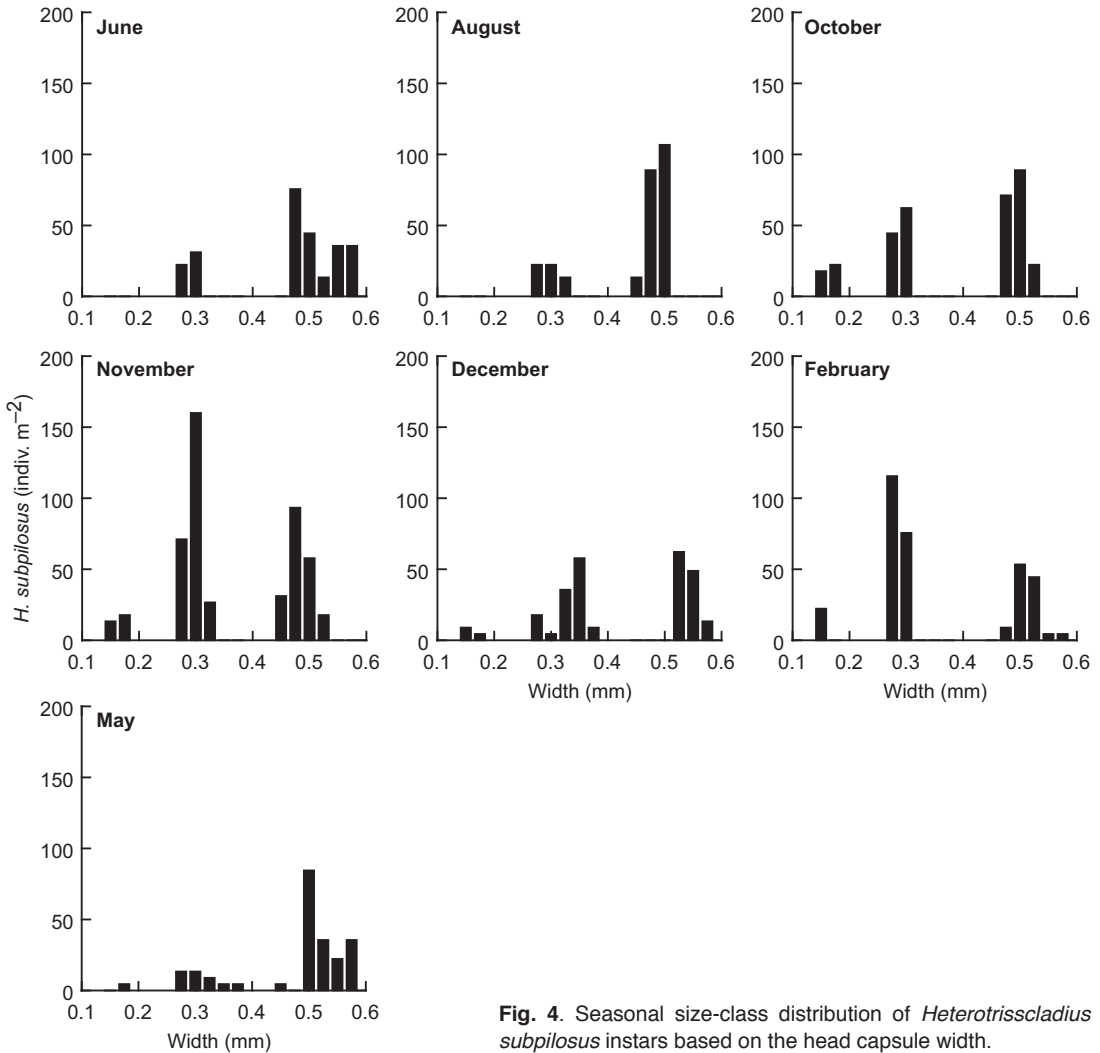 June
August
October
200 150 100 50 0
200 150 100 50 0
200 150 100 50 0
0.1 0.2 0.3 0.4 0.5 0.6
0.1 0.2 0.3 0.4 0.5 0.6
0.1 0.2 0.3 0.4 0.5 0.6
H. subpilosus (indiv. m–2)
November
December
February
200 150 100 50 0
200 150 100 50 0
200 150 100 50 0
0.1 0.2 0.3 0.4 0.5 0.6
0.1 0.2 0.3 0.4 0.5 0.6
0.1 0.2 0.3 0.4 0.5 0.6
Width (mm)
Width (mm)
May
200 150 100 50 0
0.1 0.2 0.3 0.4 0.5 0.6
Width (mm)
Fig. 4. Seasonal size-class distribution of Heterotrisscladius
subpilosus instars based on the head capsule width.